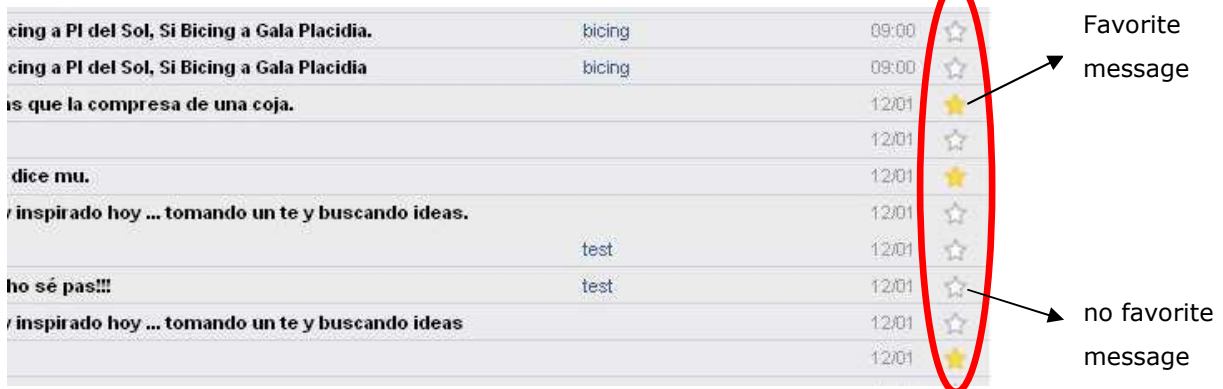 cing a Pl del Sol, Si Bicing a Gala Placidia. bicing 09:00
Favorite
message
cing a Pl del Sol, Si Bicing a Gala Placidia bicing 09:00
ás que la compresa de una coja. 12/01
12/01
dice mu. 12/01
inspirado hoy ... tomando un te y buscando ideas. 12/01
test 12/01
ho sé pas!!! test 12/01
inspirado hoy ... tomando un te y buscando ideas 12/01
12/01
no favorite
message